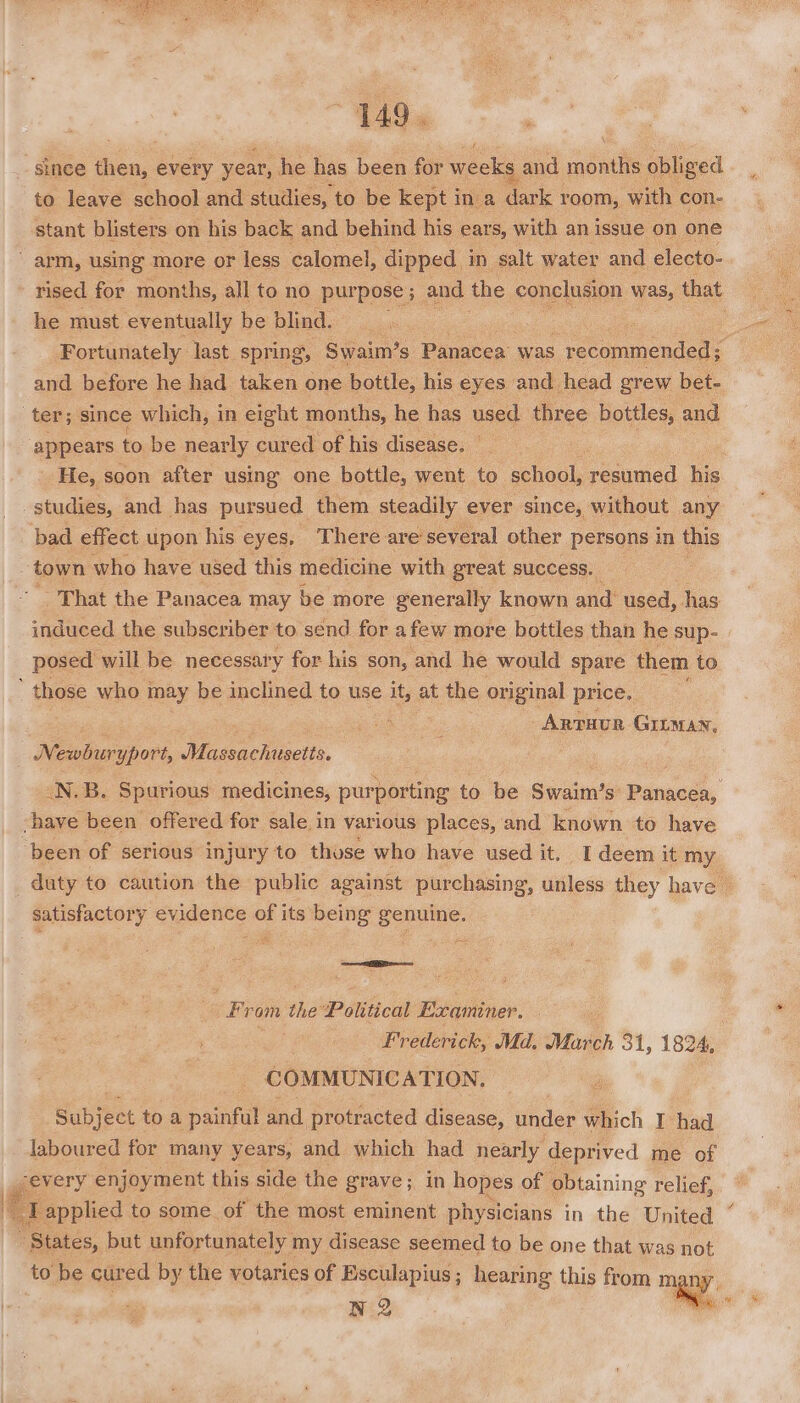 149
since then, every year, he has been for weeks and months obliged
to leave school and studies, to be kept in a dark room, with con-
stant blisters on his back and behind his ears, with an issue on one
arm, using more or less calomel, dipped in salt water and electo-
rised for months, all to no purpose; and the conclusion was, that
he must eventually be blind.
Fortunately last spring, Swaim's Panacea was recommended;
and before he had taken one bottle, his eyes and head grew bet-
ter; since which, in eight months, he has used three bottles, and
appears to be nearly cured of his disease.
He, soon after using one bottle, went to school, resumed his
studies, and has pursued them steadily ever since, without any
bad effect upon his eyes. There are several other persons in this
town who have used this medicine with great success.
That the Panacea may be more generally known and used, has
induced the subscriber to send for a few more bottles than he sup-
posed will be necessary for his son, and he would spare them to
those who may be inclined to use it, at the original price.
ARTHUR GILMAN.
Newburyport, Massachusetts.
N.B. Spurious medicines, purporting to be Swaim's Panacea,
have been offered for sale in various places, and known to have
been of serious injury to those who have used it. I deem it my
duty to caution the public against purchasing, unless they have
satisfactory evidence of its being genuine.
From the Political Examiner.
Frederick, Md. March 31, 1824.
COMMUNICATION.
Subject to a painful and protracted disease, under which I had
laboured for many years, and which had nearly deprived me of
every enjoyment this side the grave; in hopes of obtaining relief,
I applied to some of the most eminent physicians in the United
States, but unfortunately my disease seemed to be one that was not
to be cured by the votaries of Esculapius; hearing this from many
N 2